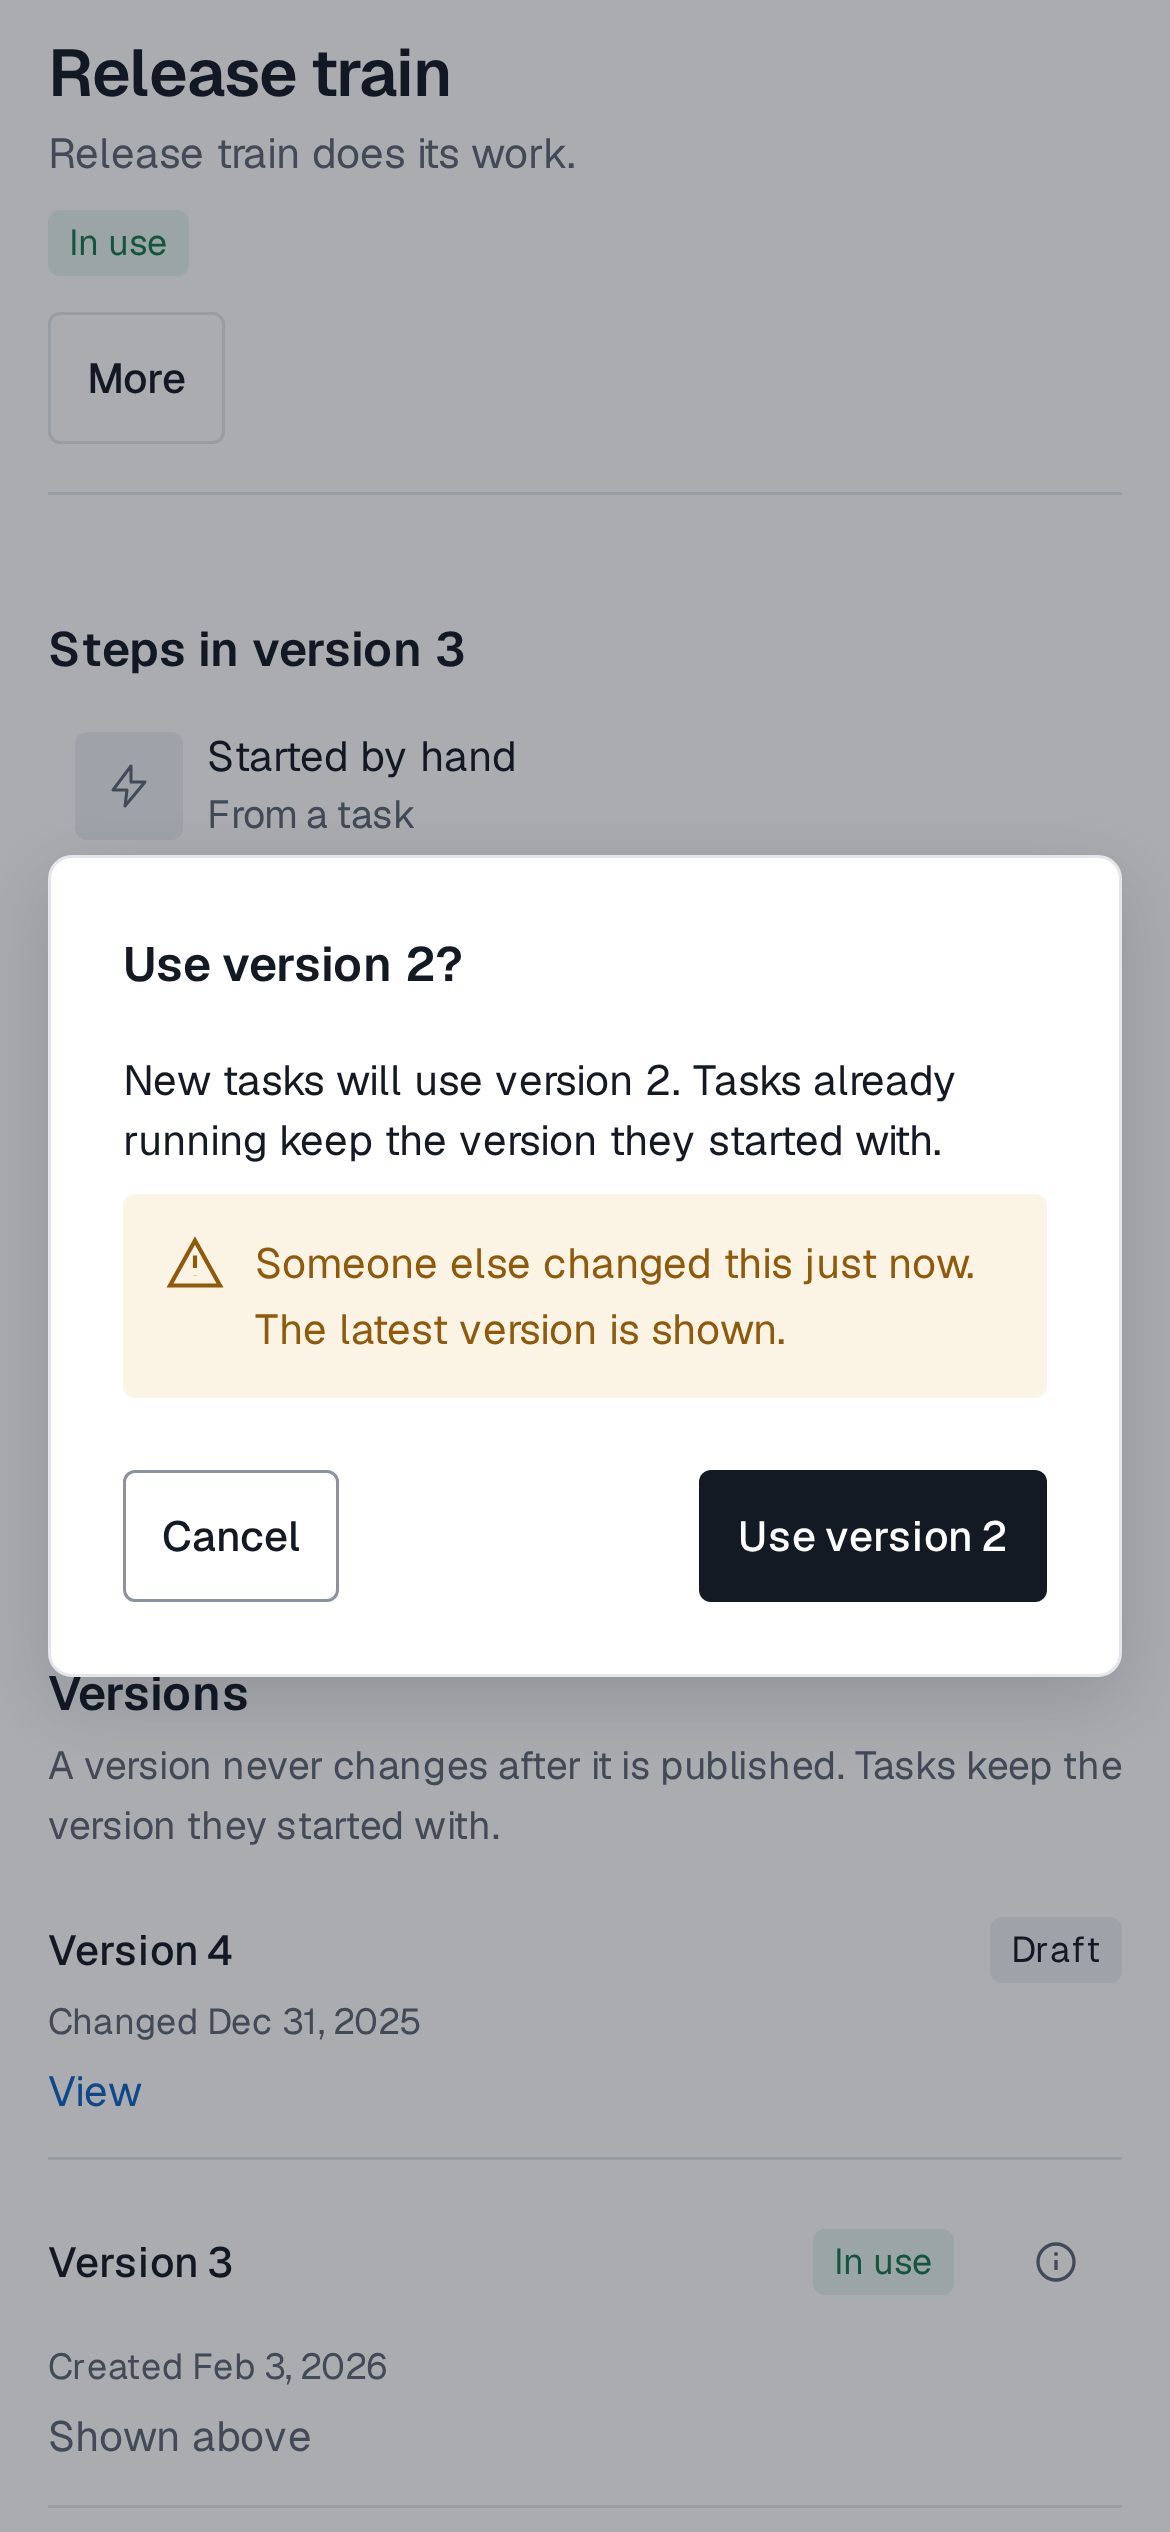 Release train
Release train does its work.
In use
More
Steps in version 3
Started by hand
From a task
Use version 2?
New tasks will use version 2. Tasks already
running keep the version they started with.
Someone else changed this just now.
The latest version is shown.
Cancel
Use version 2
Versions
A version never changes after it is published. Tasks keep the
version they started with.
Version 4
Draft
Changed Dec 31, 2025
View
Version 3
In use
Created Feb 3, 2026
Shown above